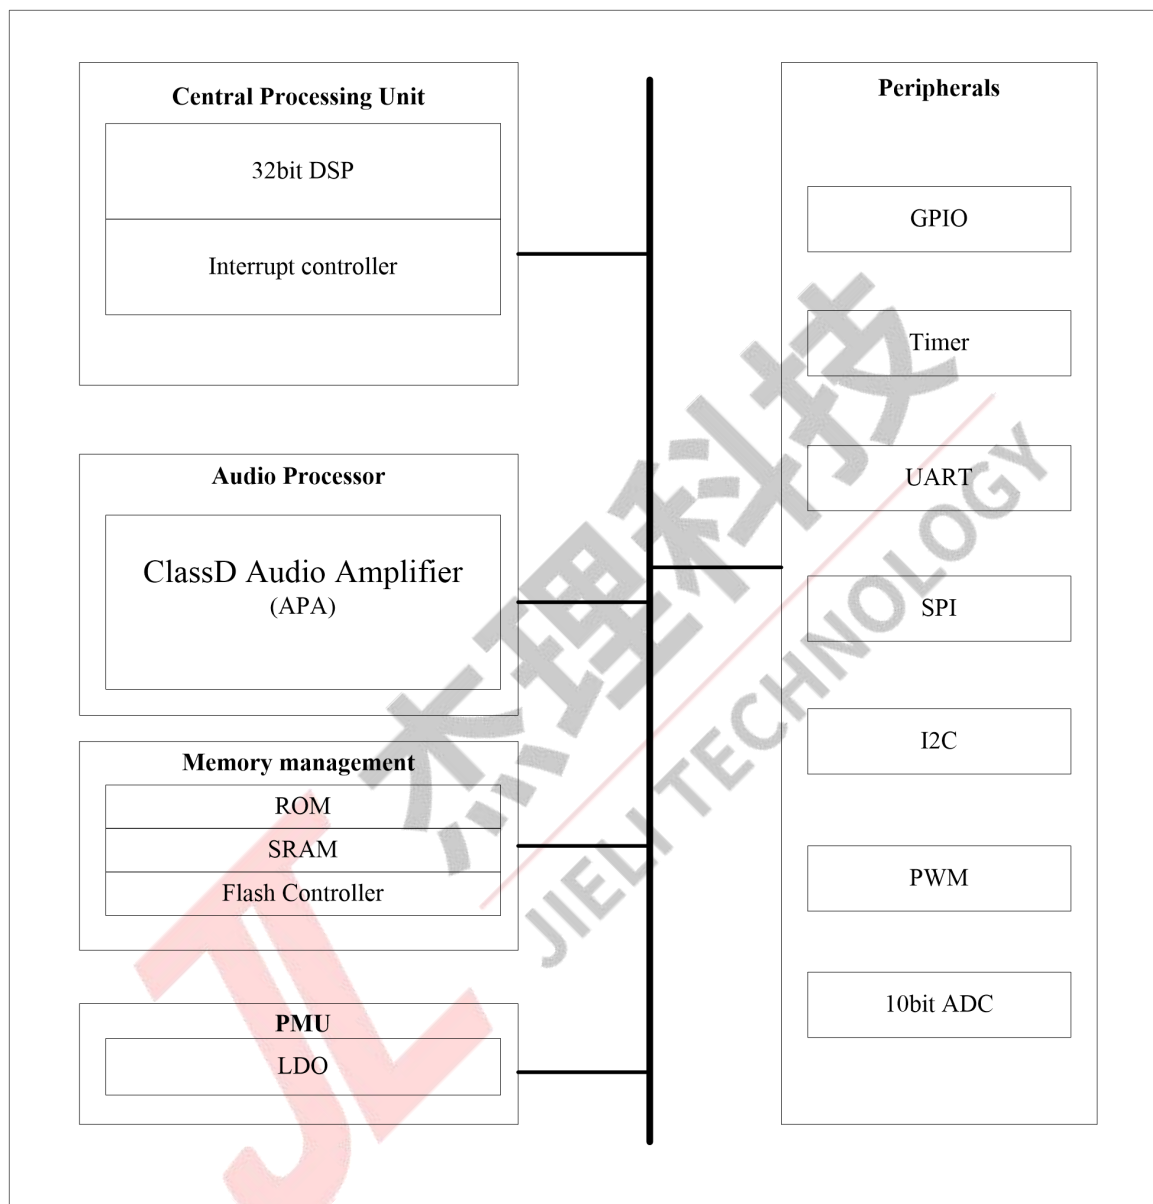 Central Processing Unit
32bit DSP
Interrupt controller
Audio Processor
ClassD Audio Amplifier
(APA)
Memory management
ROM
SRAM
Flash Controller
PMU
LDO
Peripherals
GPIO
Timer
UART
SPI
I2C
PWM
10bit ADC
JL
杰理科技
JIELI TECHNOLOGY